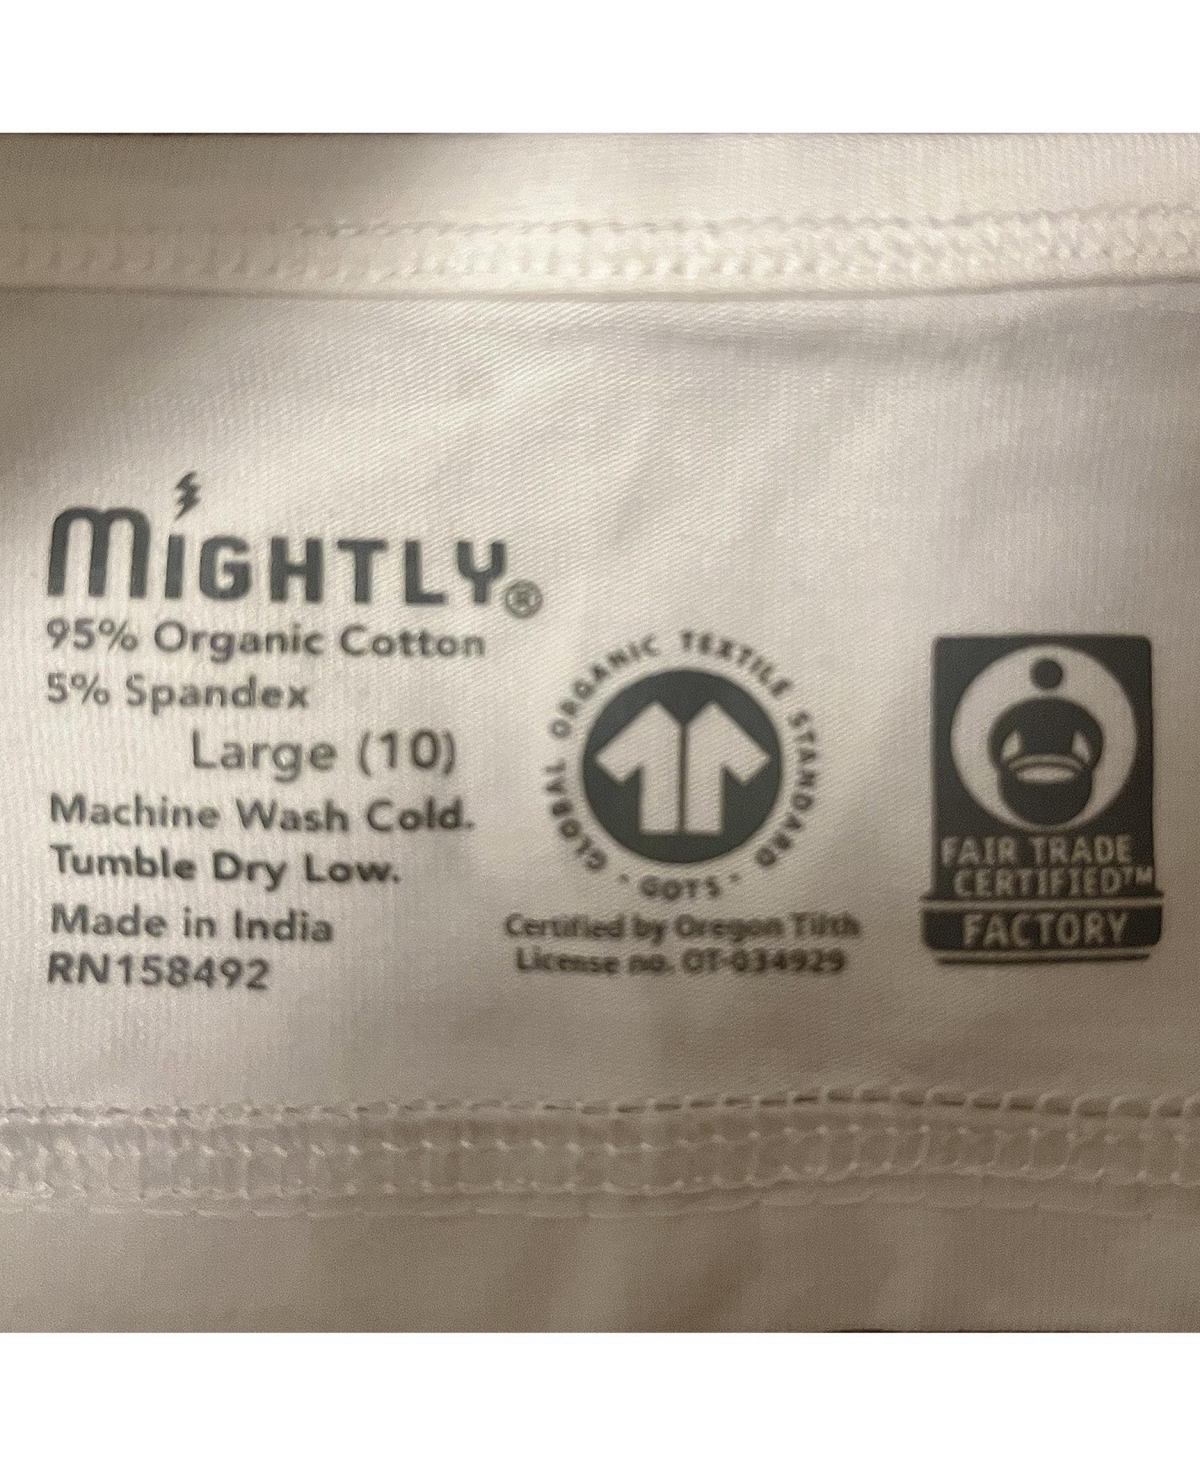 MiGHTLY®
95% Organic Cotton
5% Spandex
Large (10)
Machine Wash Cold.
Tumble Dry Low.
Made in India
RN158492
GLOBAL ORGANIC TEXTILE STANDARD
• GOTS •
Certified by Oregon Tilth
License no. OT-034929
FAIR TRADE
CERTIFIED™
FACTORY